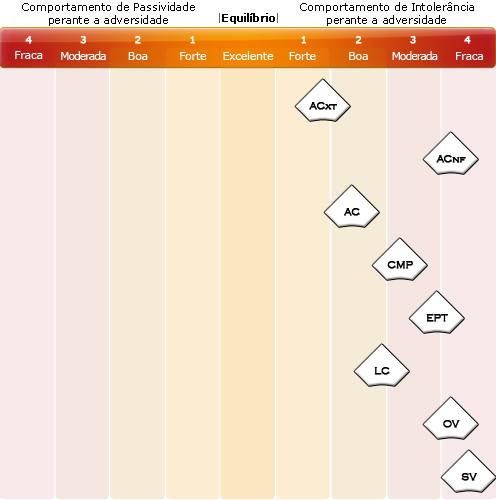 Comportamento de Passividade
perante a adversidade
|Equilíbrio|
Comportamento de Intolerância
perante a adversidade
4 3 2 1 1 2 3 4
Fraca Moderada Boa Forte Excelente Forte Boa Moderada Fraca
ACXT
ACNF
AC
CMP
EPT
LC
OV
SV